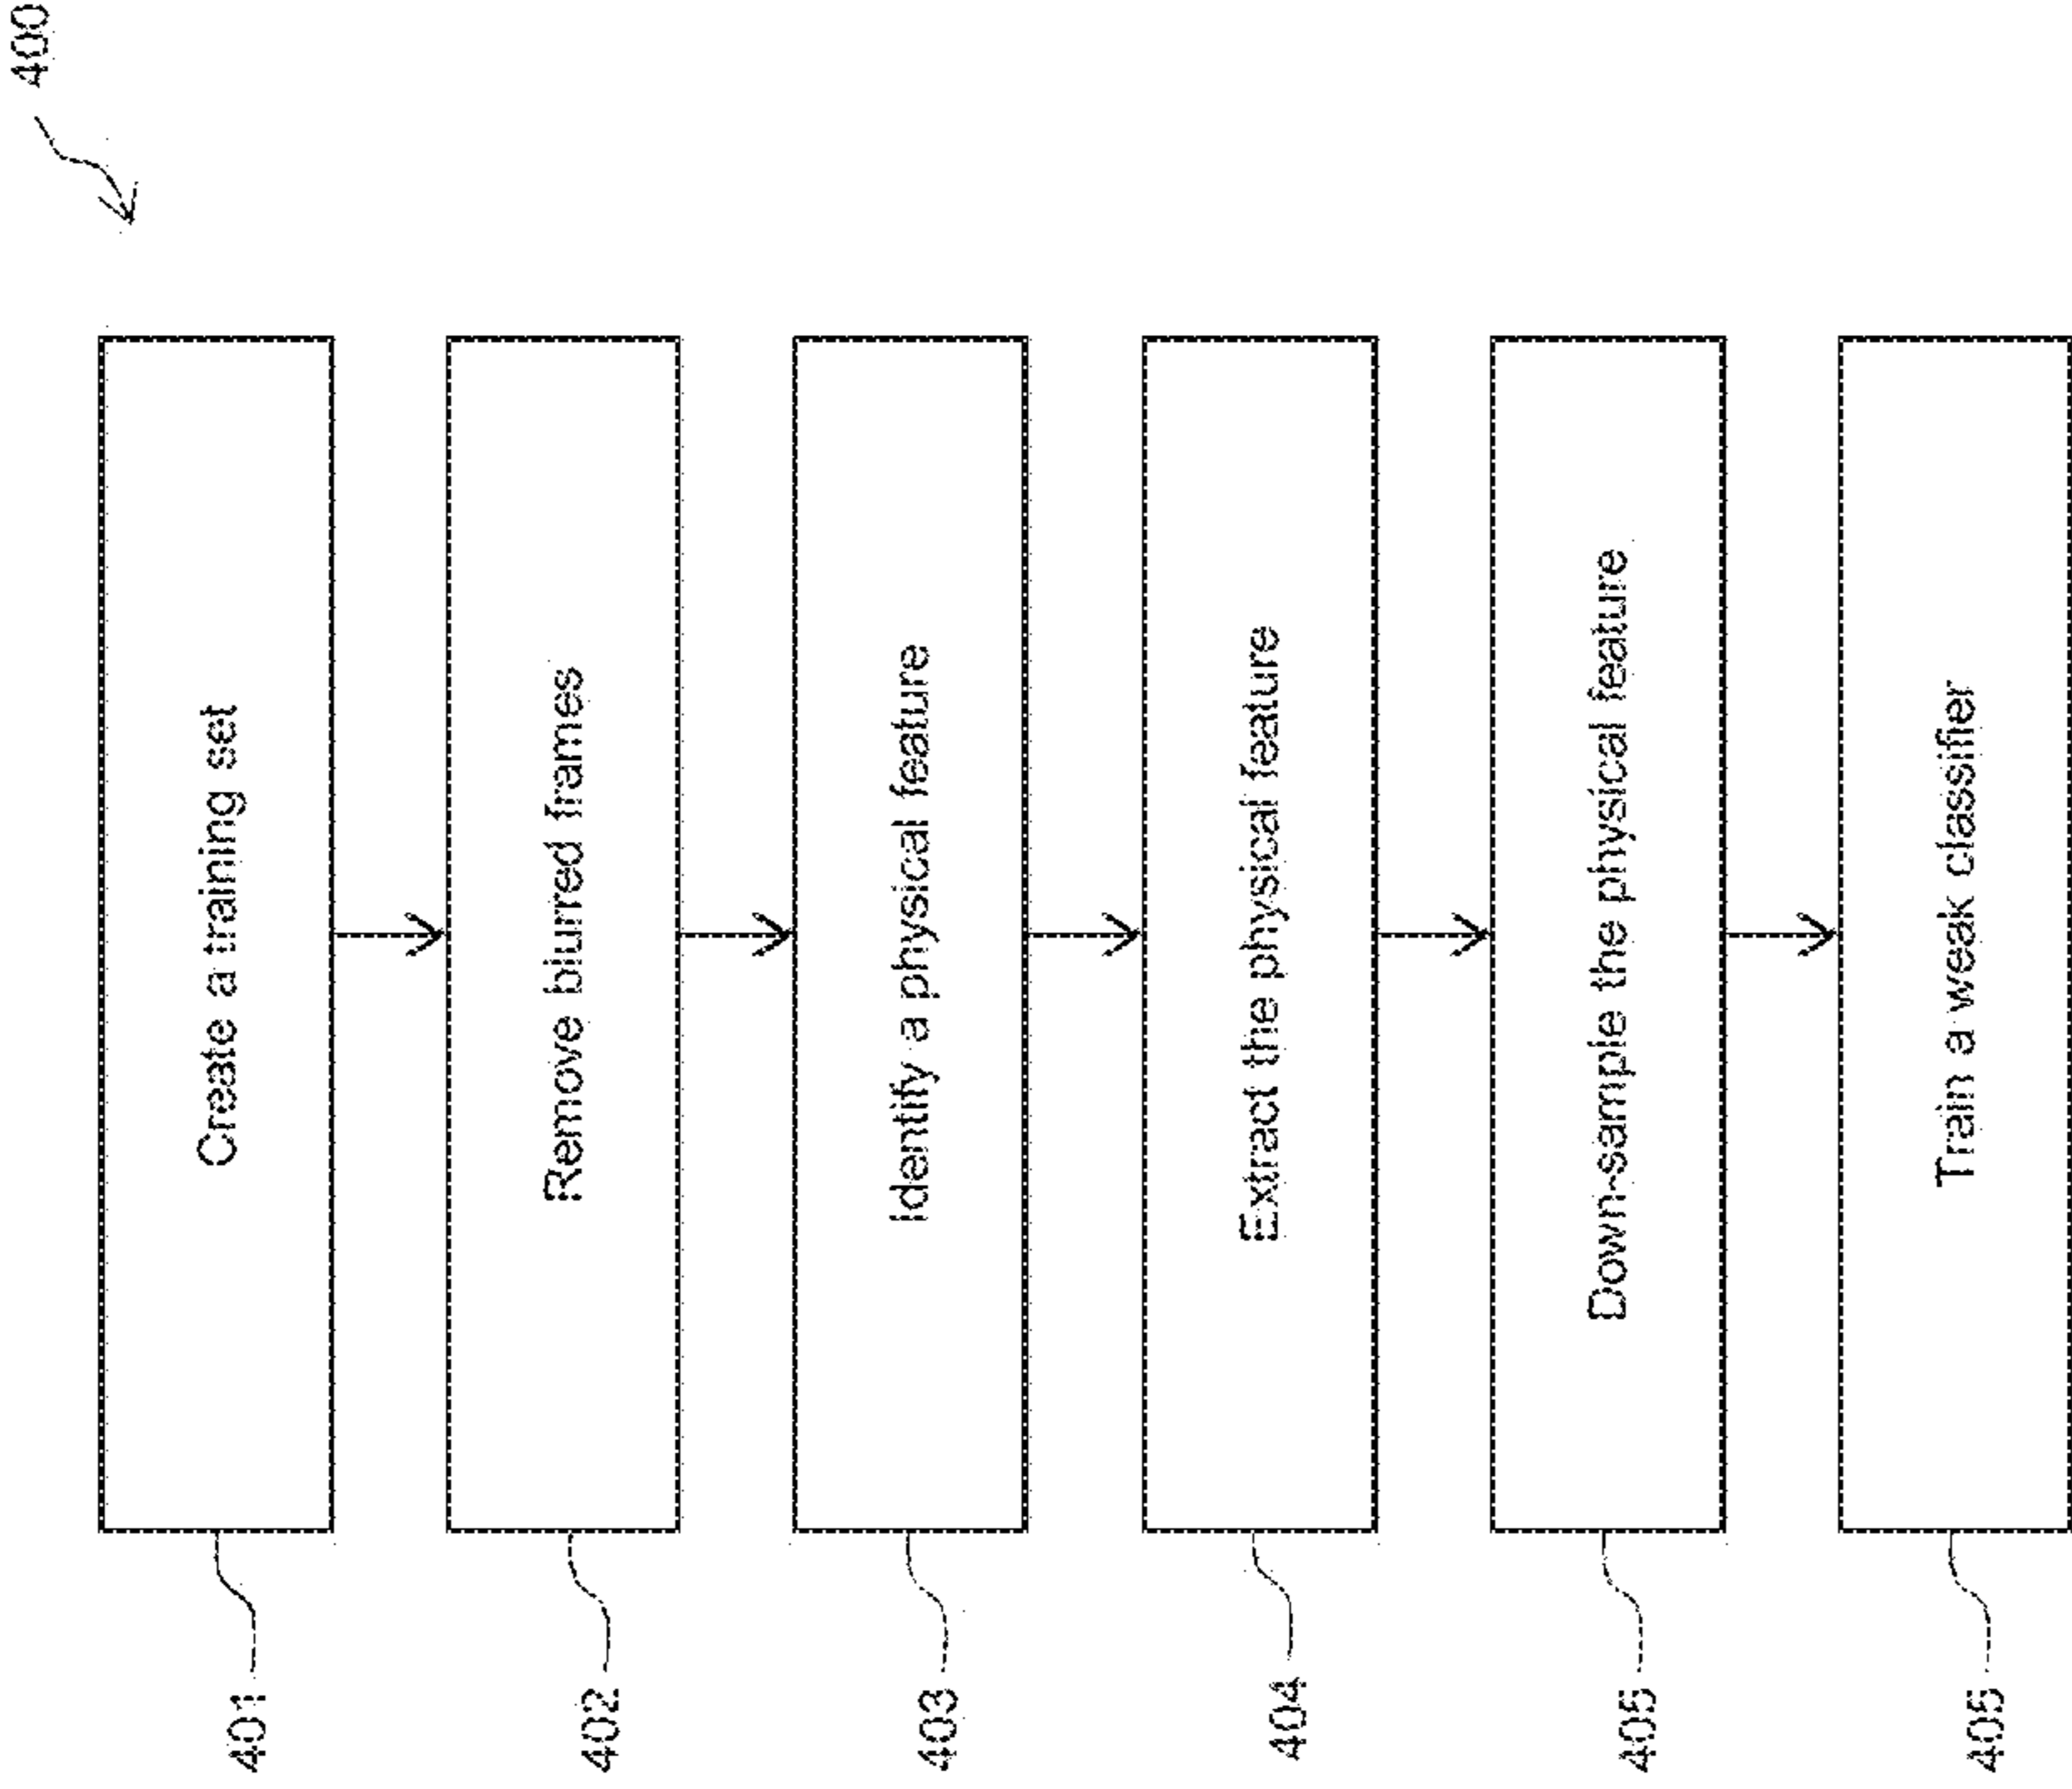 400
401
Create a training set
402
Remove blurred frames
403
Identify a physical feature
404
Extract the physical feature
405
Down-sample the physical feature
405
Train a weak classifier